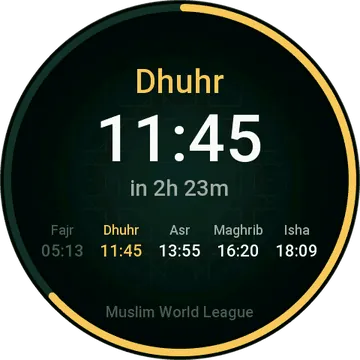 Dhuhr
11:45
in 2h 23m
Fajr Dhuhr Asr Maghrib Isha
05:13 11:45 13:55 16:20 18:09
Muslim World League